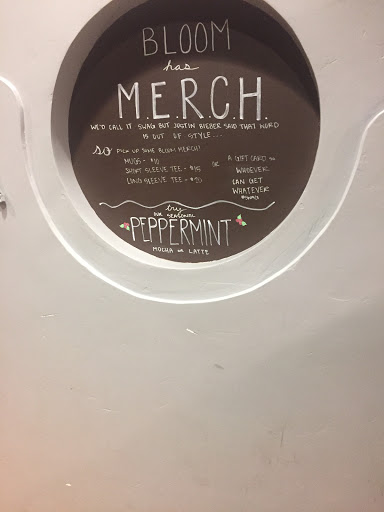 BLOOM
has
M.E.R.C.H.
WE'D CALL IT SWAG BUT JUSTIN BIEBER SAID THAT WORD
IS OUT OF STYLE...
SO PICK UP SOME BLOOM MERCH!
MUGS - $10
SHORT SLEEVE TEE - $15
LONG SLEEVE TEE - $20
OR
A GIFT CARD SO
WHOEVER
CAN GET
WHATEVER
try
our seasonal
PEPPERMINT
MOCHA OR LATTE